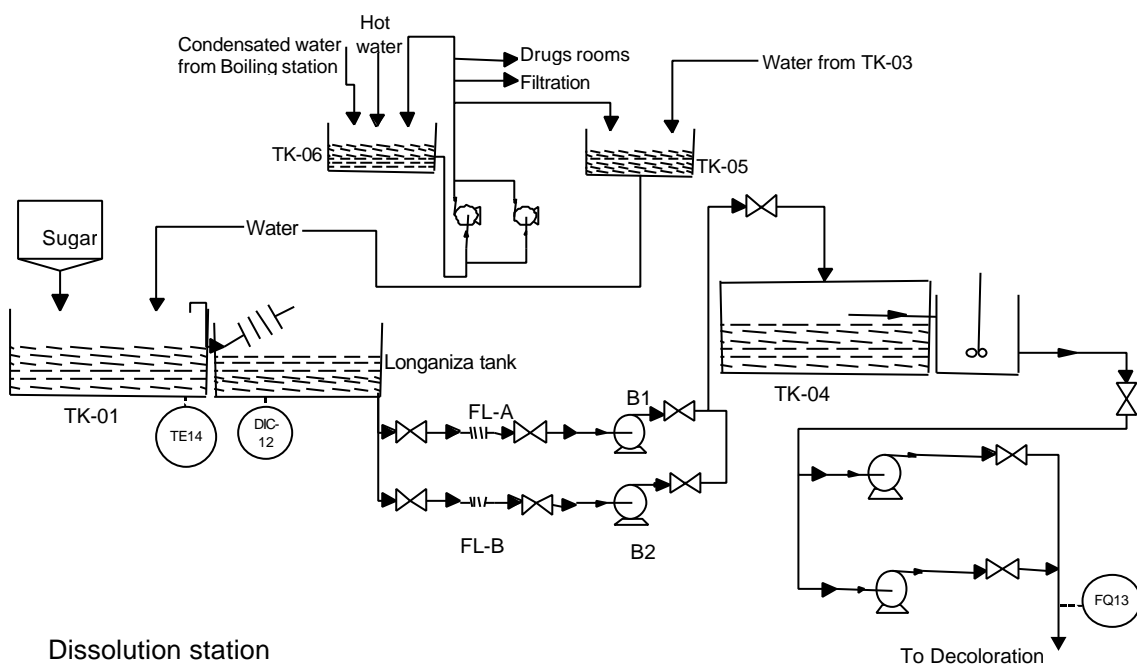 Hot
water
Condensated water
from Boiling station
Drugs rooms
Filtration
Water from TK-03
TK-06
TK-05
Sugar
Water
Longaniza tank
TK-01
TK-04
TE14
DIC-
12
FL-A
B1
FL-B
B2
FQ13
Dissolution station
To Decoloration